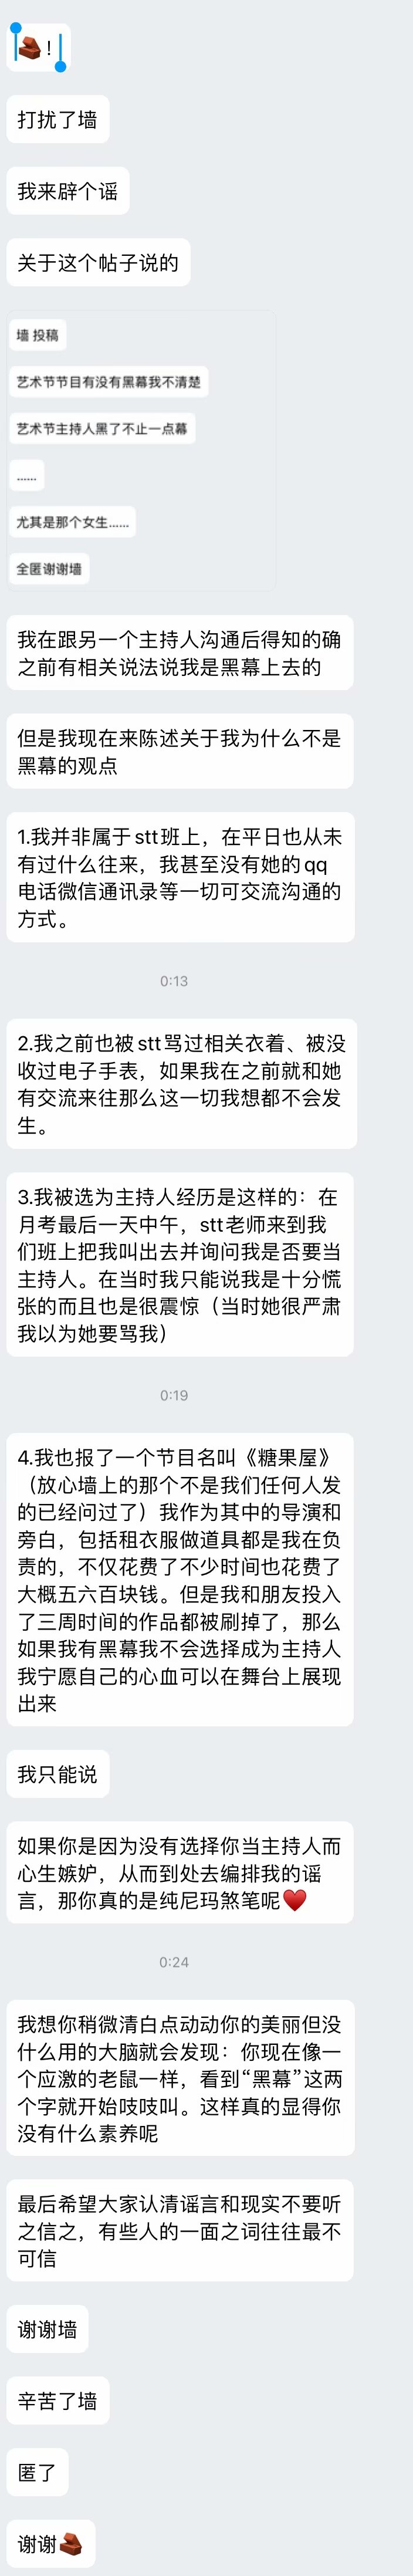 🧱!
打扰了墙
我来辟个谣
关于这个帖子说的
墙 投稿
艺术节节目有没有黑幕我不清楚
艺术节主持人黑了不止一点幕
......
尤其是那个女生......
全匿谢谢墙
我在跟另一个主持人沟通后得知的确
之前有相关说法说我是黑幕上去的
但是我现在来陈述关于我为什么不是
黑幕的观点
1.我并非属于stt班上，在平日也从未
有过什么往来，我甚至没有她的qq
电话微信通讯录等一切可交流沟通的
方式。
0:13
2.我之前也被stt骂过相关衣着、被没
收过电子手表，如果我在之前就和她
有交流来往那么这一切我想都不会发
生。
3.我被选为主持人经历是这样的：在
月考最后一天中午，stt老师来到我
们班上把我叫出去并询问我是否要当
主持人。在当时我只能说我是十分慌
张的而且也是很震惊（当时她很严肃
我以为她要骂我）
0:19
4.我也报了一个节目名叫《糖果屋》
（放心墙上的那个不是我们任何人发
的已经问过了）我作为其中的导演和
旁白，包括租衣服做道具都是我在负
责的，不仅花费了不少时间也花费了
大概五六百块钱。但是我和朋友投入
了三周时间的作品都被刷掉了，那么
如果我有黑幕我不会选择成为主持人
我宁愿自己的心血可以在舞台上展现
出来
我只能说
如果你是因为没有选择你当主持人而
心生嫉妒，从而到处去编排我的谣
言，那你真的是纯尼玛煞笔呢♥️
0:24
我想你稍微清白点动动你的美丽但没
什么用的大脑就会发现：你现在像一
个应激的老鼠一样，看到“黑幕”这两
个字就开始吱吱叫。这样真的显得你
没有什么素养呢
最后希望大家认清谣言和现实不要听
之信之，有些人的一面之词往往最不
可信
谢谢墙
辛苦了墙
匿了
谢谢🧱